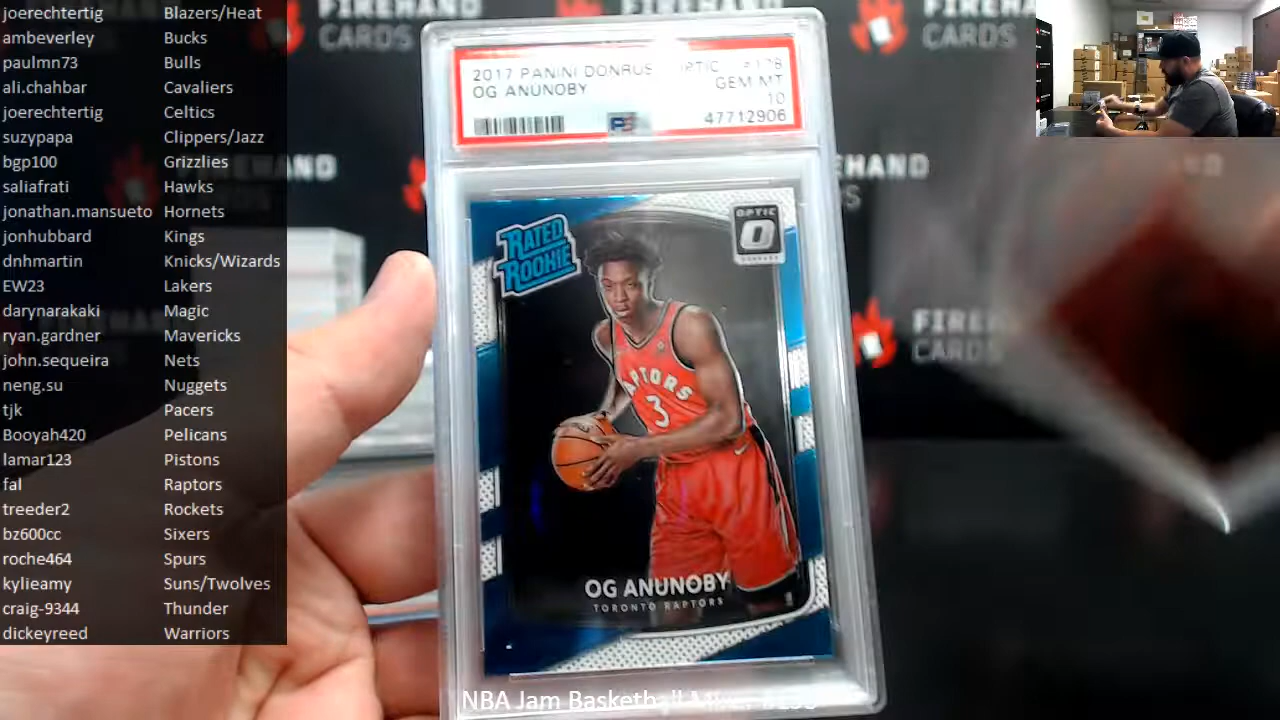 joerechtertig Blazers/Heat
ambeverley Bucks
paulmn73 Bulls
ali.chahbar Cavaliers
joerechtertig Celtics
suzypapa Clippers/Jazz
bgp100 Grizzlies
saliafrati Hawks
jonathan.mansueto Hornets
jonhubbard Kings
dnhmartin Knicks/Wizards
EW23 Lakers
darynarakaki Magic
ryan.gardner Mavericks
john.sequeira Nets
neng.su Nuggets
tjk Pacers
Booyah420 Pelicans
lamar123 Pistons
fal Raptors
treeder2 Rockets
bz600cc Sixers
roche464 Spurs
kylieamy Suns/Twolves
craig-9344 Thunder
dickeyreed Warriors
FIREHAND
CARDS
2017 PANINI DONRUSS OPTIC #178
OG ANUNOBY GEM MT
10
47712906
RATED
ROOKIE
OPTIC
O
DONRUSS
RAPTORS
3
OG ANUNOBY
TORONTO RAPTORS
NBA Jam Basketball